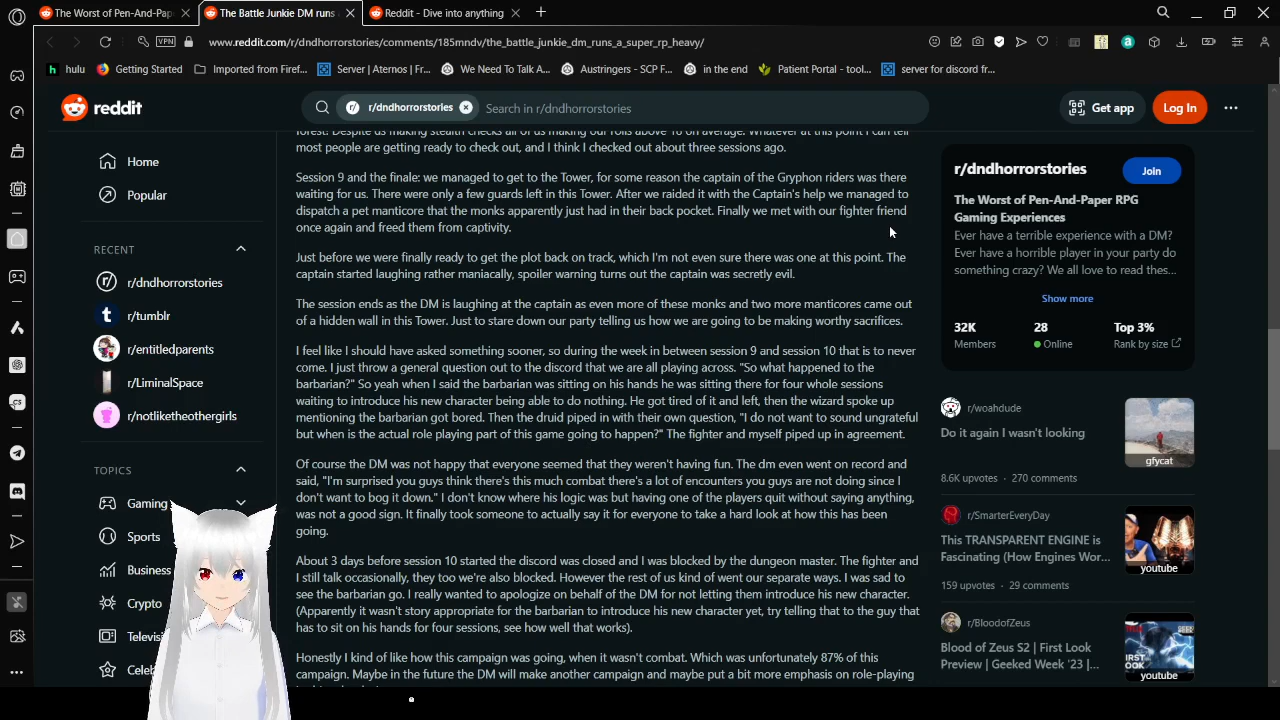 The Worst of Pen-And-Pap
The Battle Junkie DM runs
Reddit - Dive into anything
VPN
www.reddit.com/r/dndhorrorstories/comments/185mndv/the_battle_junkie_dm_runs_a_super_rp_heavy/
hulu
Getting Started
Imported from Firef...
Server | Aternos | Fr...
We Need To Talk A...
Austringers - SCP F...
in the end
Patient Portal - tool...
server for discord fr...
reddit
r/dndhorrorstories
Search in r/dndhorrorstories
Get app
Log In
Home
Popular
RECENT
r/dndhorrorstories
r/tumblr
r/entitledparents
r/LiminalSpace
r/notliketheothergirls
TOPICS
Gaming
Sports
Business
Crypto
Televisi
Celeb
forest! Despite us making stealth checks all of us making our rolls above 18 on average. Whatever at this point I can tell
most people are getting ready to check out, and I think I checked out about three sessions ago.
Session 9 and the finale: we managed to get to the Tower, for some reason the captain of the Gryphon riders was there
waiting for us. There were only a few guards left in this Tower. After we raided it with the Captain's help we managed to
dispatch a pet manticore that the monks apparently just had in their back pocket. Finally we met with our fighter friend
once again and freed them from captivity.
Just before we were finally ready to get the plot back on track, which I'm not even sure there was one at this point. The
captain started laughing rather maniacally, spoiler warning turns out the captain was secretly evil.
The session ends as the DM is laughing at the captain as even more of these monks and two more manticores came out
of a hidden wall in this Tower. Just to stare down our party telling us how we are going to be making worthy sacrifices.
I feel like I should have asked something sooner, so during the week in between session 9 and session 10 that is to never
come. I just throw a general question out to the discord that we are all playing across. "So what happened to the
barbarian?" So yeah when I said the barbarian was sitting on his hands he was sitting there for four whole sessions
waiting to introduce his new character being able to do nothing. He got tired of it and left, then the wizard spoke up
mentioning the barbarian got bored. Then the druid piped in with their own question, "I do not want to sound ungrateful
but when is the actual role playing part of this game going to happen?" The fighter and myself piped up in agreement.
Of course the DM was not happy that everyone seemed that they weren't having fun. The dm even went on record and
said, "I'm surprised you guys think there's this much combat there's a lot of encounters you guys are not doing since I
don't want to bog it down." I don't know where his logic was but having one of the players quit without saying anything,
was not a good sign. It finally took someone to actually say it for everyone to take a hard look at how this has been
going.
About 3 days before session 10 started the discord was closed and I was blocked by the dungeon master. The fighter and
I still talk occasionally, they too we're also blocked. However the rest of us kind of went our separate ways. I was sad to
see the barbarian go. I really wanted to apologize on behalf of the DM for not letting them introduce his new character.
(Apparently it wasn't story appropriate for the barbarian to introduce his new character yet, try telling that to the guy that
has to sit on his hands for four sessions, see how well that works).
Honestly I kind of like how this campaign was going, when it wasn't combat. Which was unfortunately 87% of this
campaign. Maybe in the future the DM will make another campaign and maybe put a bit more emphasis on role-playing
r/dndhorrorstories
Join
The Worst of Pen-And-Paper RPG
Gaming Experiences
Ever have a terrible experience with a DM?
Ever have a horrible player in your party do
something crazy? We all love to read thes...
Show more
32K
28
Top 3%
Members
Online
Rank by size
r/woahdude
Do it again I wasn't looking
gfycat
8.6K upvotes · 270 comments
r/SmarterEveryDay
This TRANSPARENT ENGINE is
Fascinating (How Engines Wor...
youtube
159 upvotes · 29 comments
r/BloodofZeus
Blood of Zeus S2 | First Look
Preview | Geeked Week '23 |...
FIRST
youtube